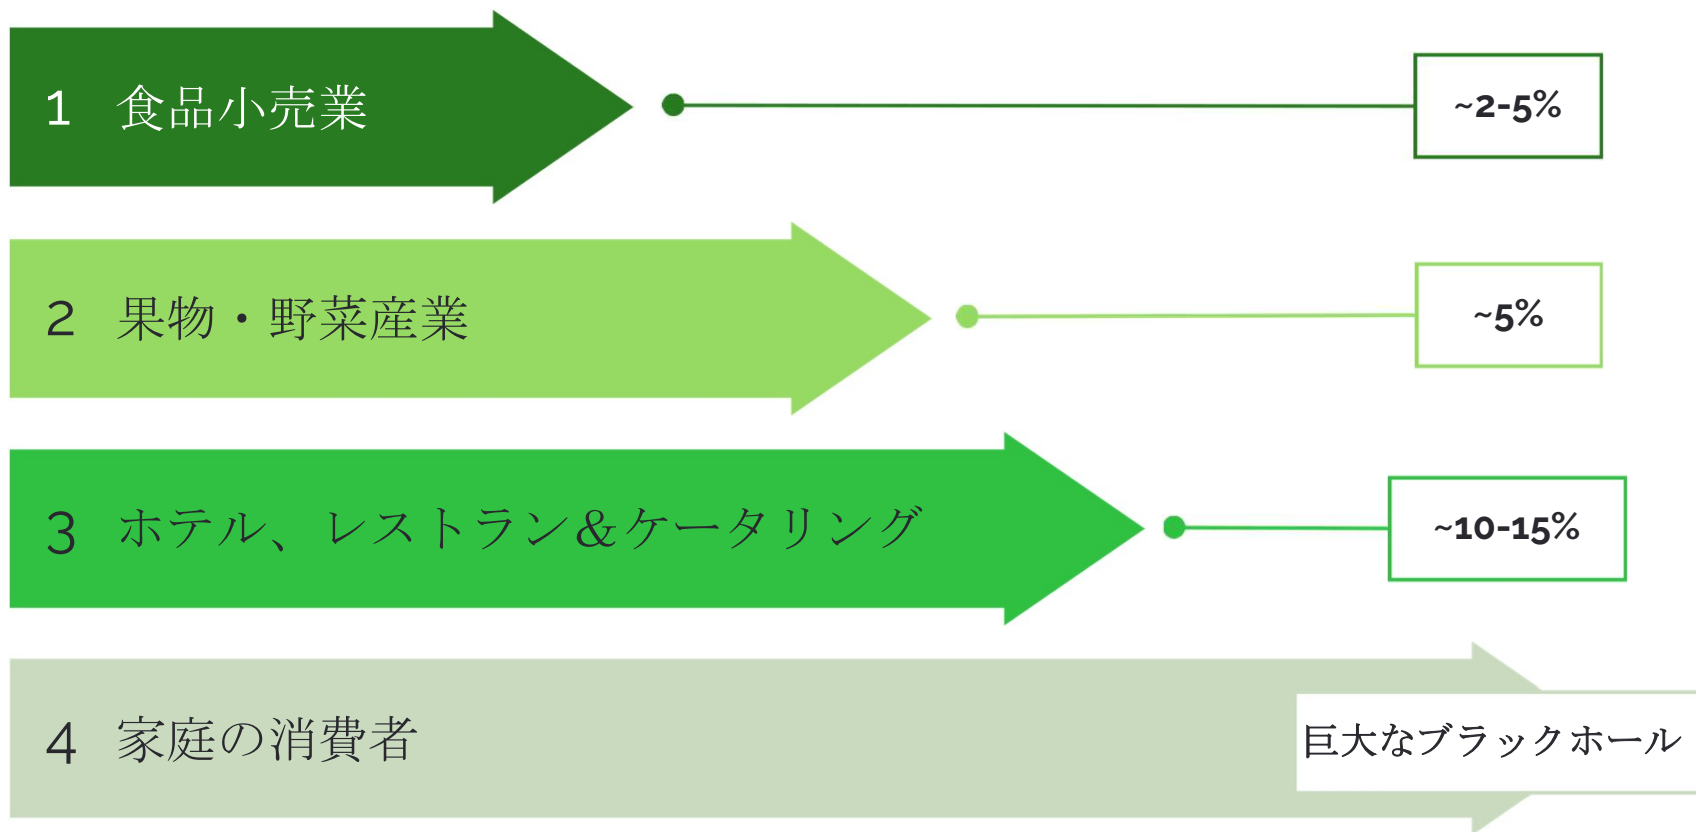 1 食品小売業
~2-5%
2 果物・野菜産業
~5%
3 ホテル、レストラン&ケータリング
~10-15%
4 家庭の消費者
巨大なブラックホール